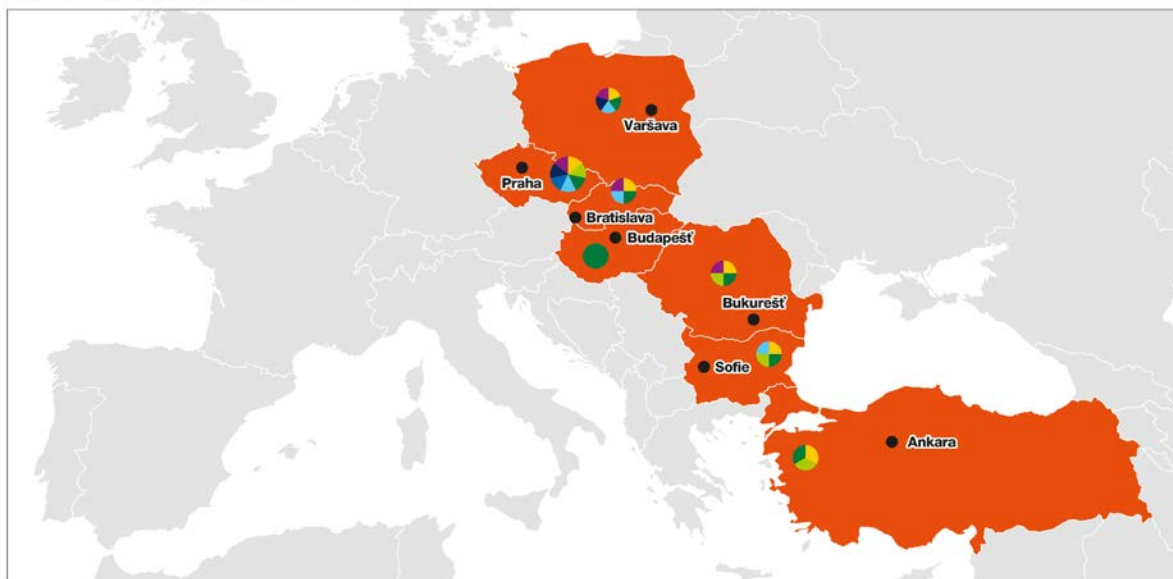 Varšava
Praha
Bratislava
Budapešť
Bukurešť
Sofie
Ankara